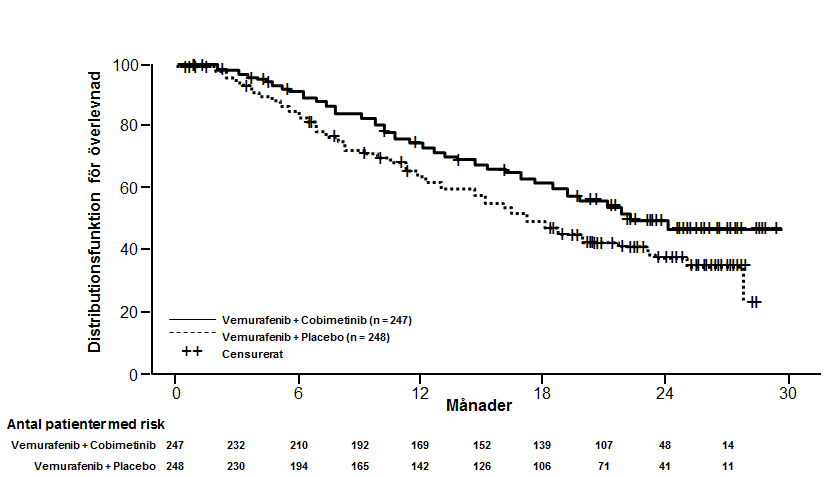 Distributionsfunktion för överlevnad
100
80
60
40
20
0
Vemurafenib + Cobimetinib (n = 247)
Vemurafenib + Placebo (n = 248)
Censurerat
0 6 12 18 24 30
Månader
Antal patienter med risk
Vemurafenib + Cobimetinib 247 232 210 192 169 152 139 107 48 14
Vemurafenib + Placebo 248 230 194 165 142 126 106 71 41 11